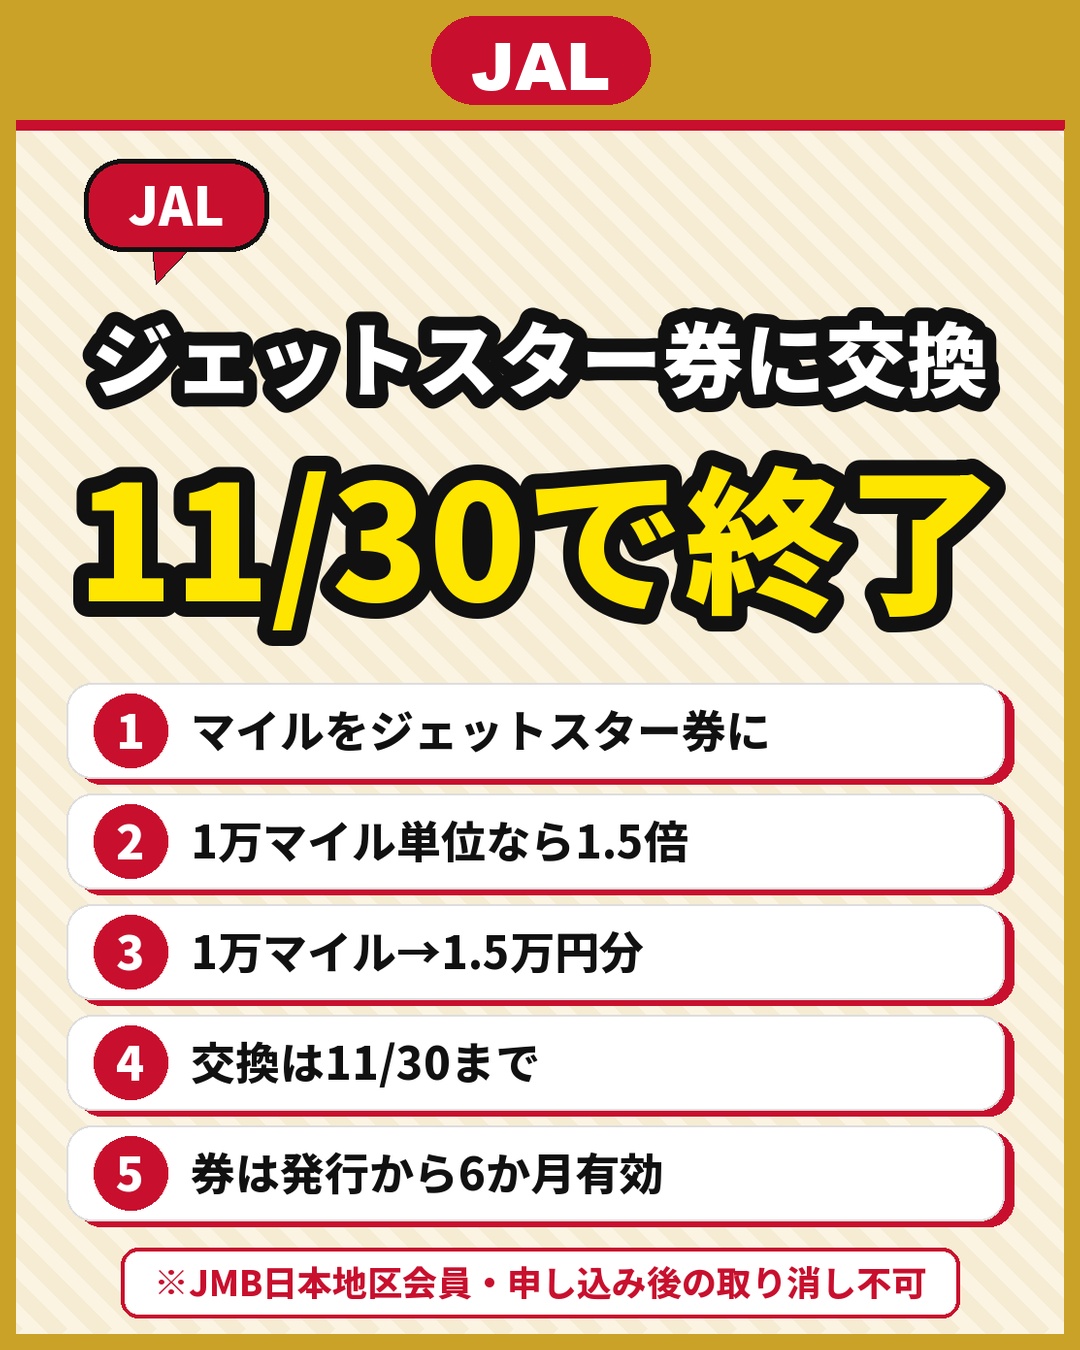 JAL
JAL
ジェットスター券に交換
11/30で終了
1 マイルをジェットスター券に
2 1万マイル単位なら1.5倍
3 1万マイル→1.5万円分
4 交換は11/30まで
5 券は発行から6か月有効
※JMB日本地区会員・申し込み後の取り消し不可